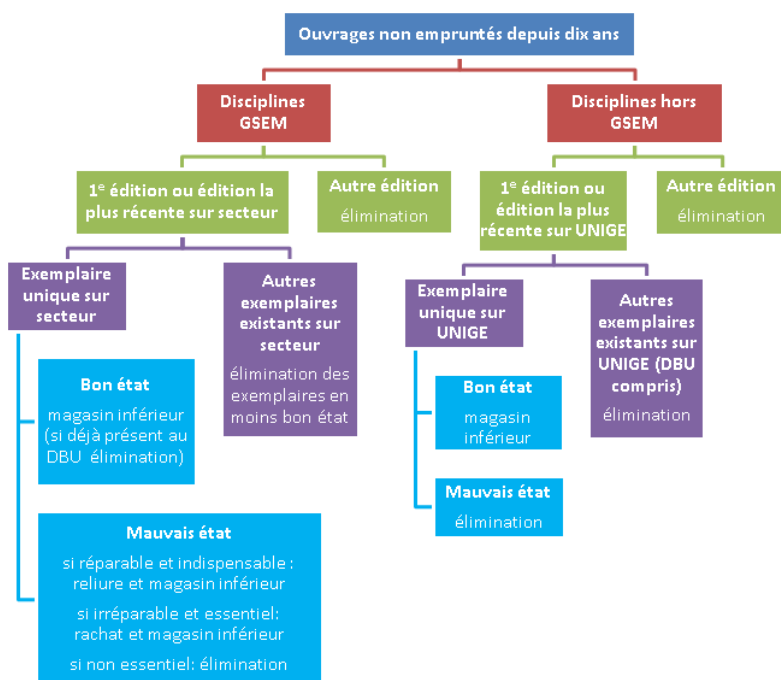 Ouvrages non empruntés depuis dix ans
Disciplines
GSEM
Disciplines hors
GSEM
1e édition ou édition la
plus récente sur secteur
Autre édition
élimination
1e édition ou
édition la plus
récente sur UNIGE
Autre édition
élimination
Exemplaire
unique sur
secteur
Autres
exemplaires
existants sur
secteur
élimination des
exemplaires en
moins bon état
Exemplaire
unique sur
UNIGE
Autres
exemplaires
existants sur
UNIGE (DBU
compris)
élimination
Bon état
magasin inférieur
(si déjà présent au
DBU élimination)
Bon état
magasin
inférieur
Mauvais état
élimination
Mauvais état
si réparable et indispensable :
reliure et magasin inférieur
si irréparable et essentiel:
rachat et magasin inférieur
si non essentiel: élimination